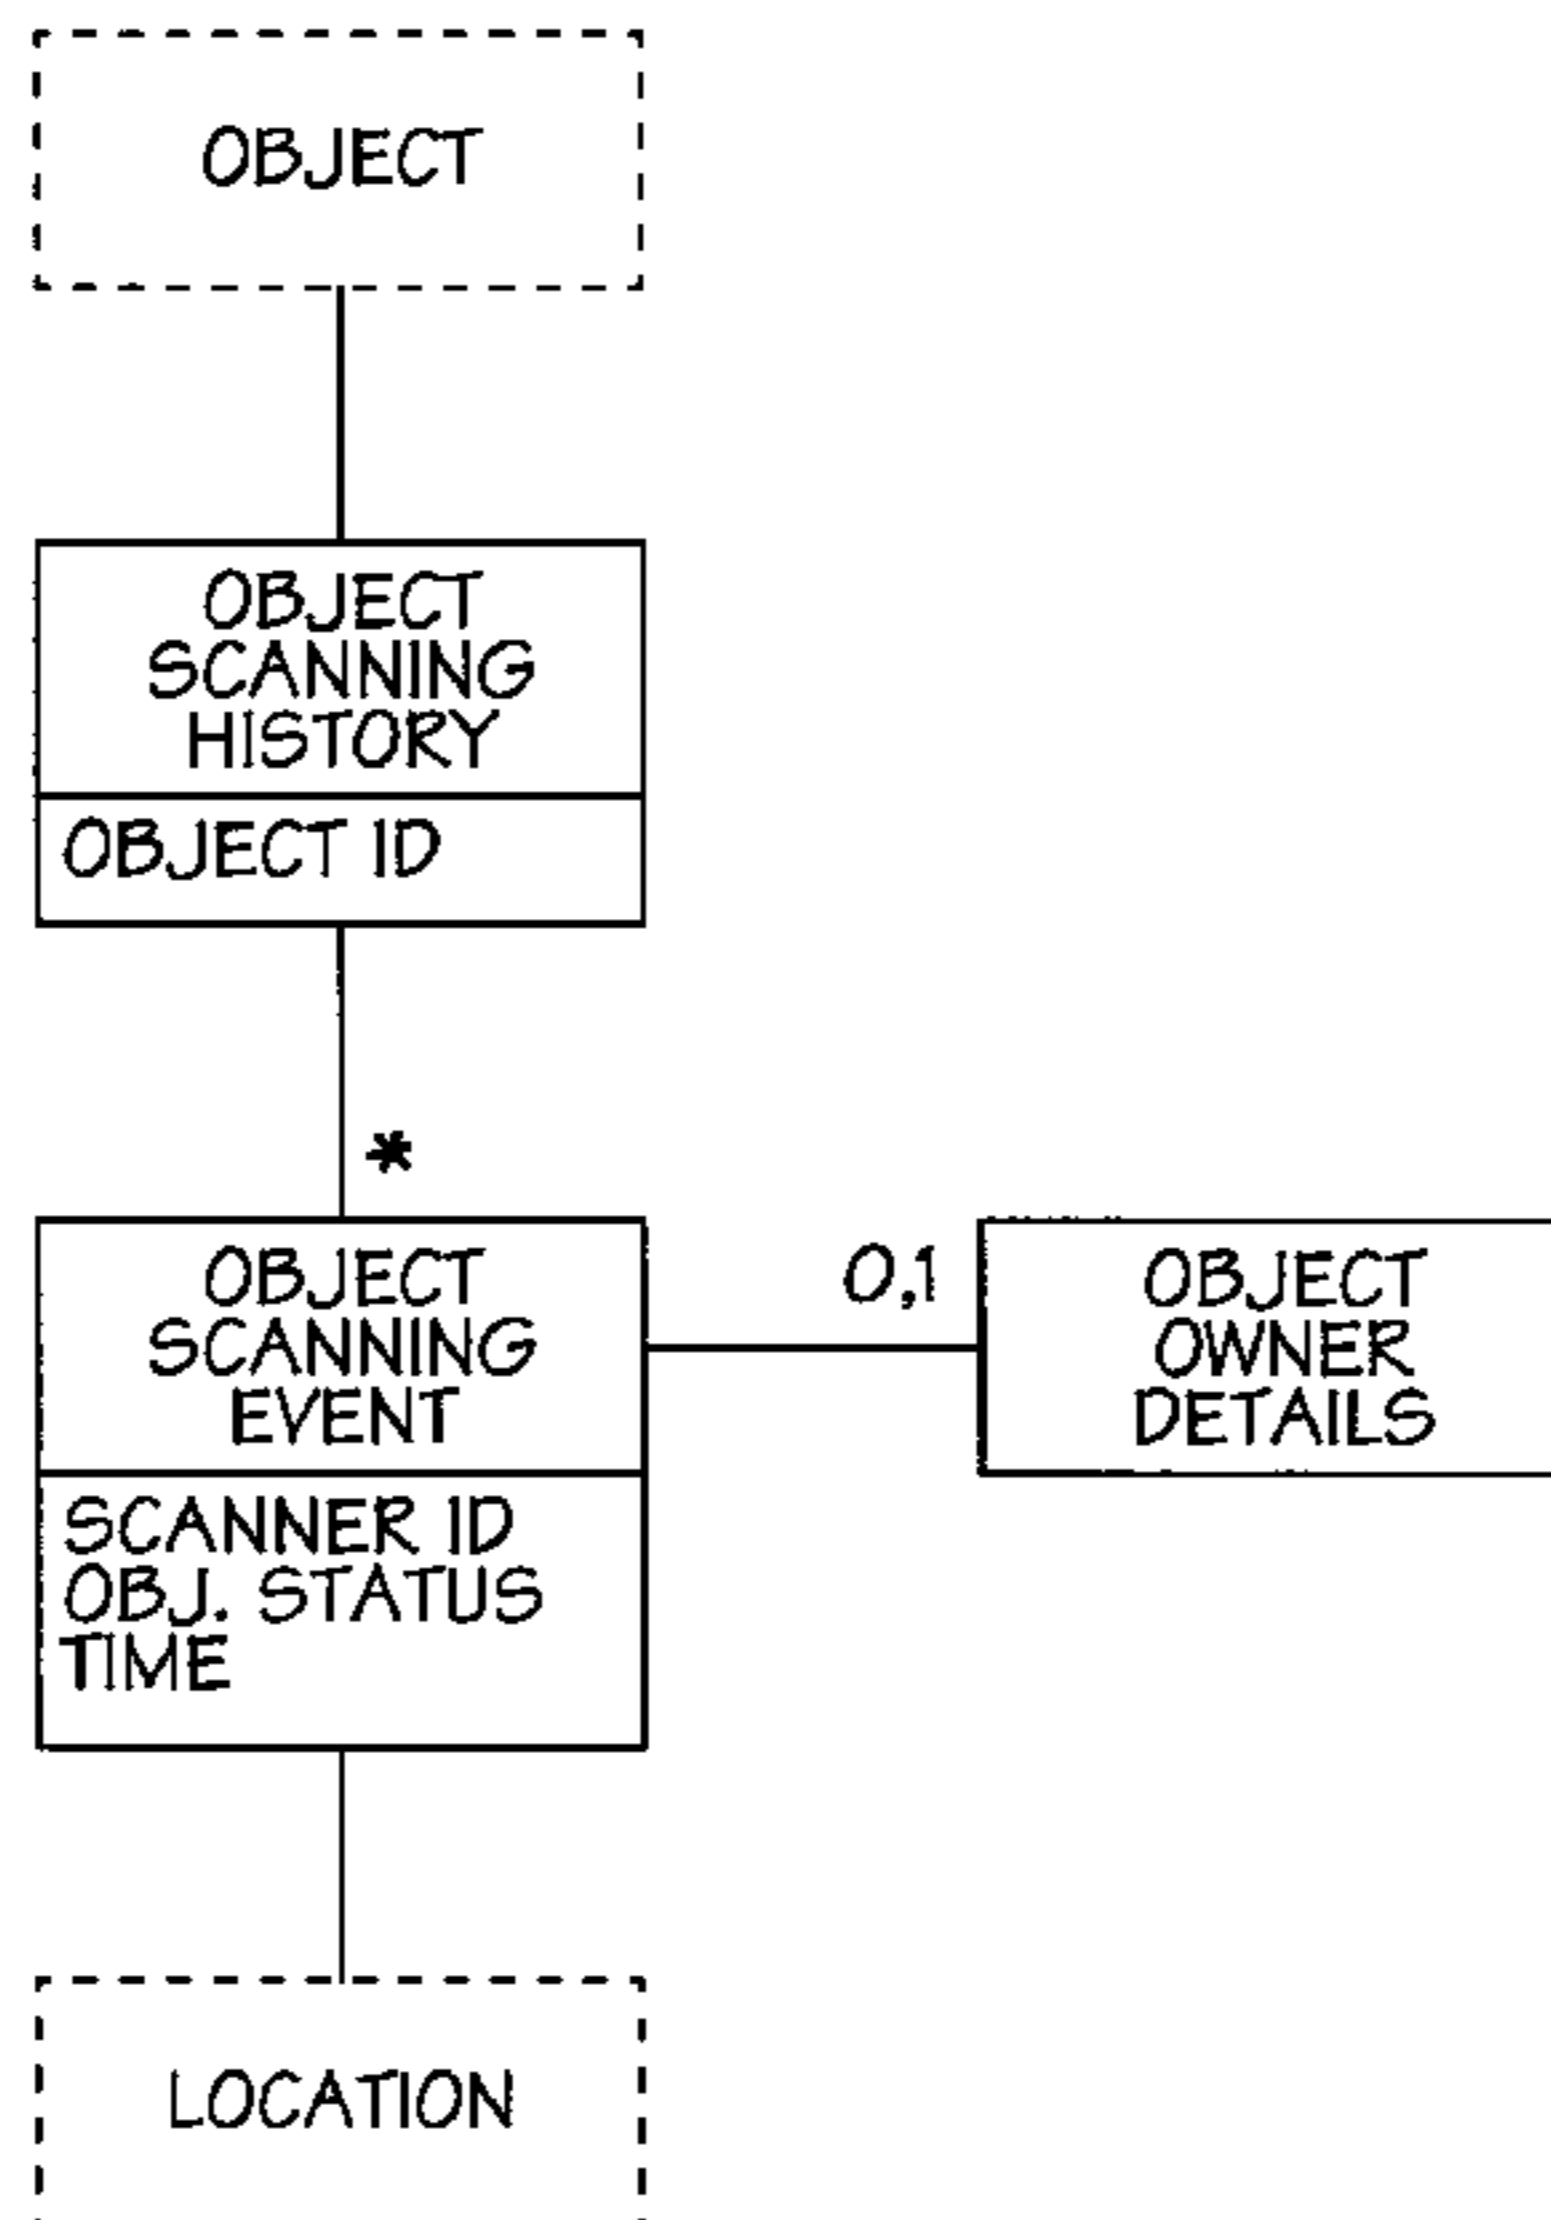 OBJECT
OBJECT
SCANNING
HISTORY
OBJECT ID
*
OBJECT
SCANNING
EVENT
0,1
OBJECT
OWNER
DETAILS
SCANNER ID
OBJ. STATUS
TIME
LOCATION